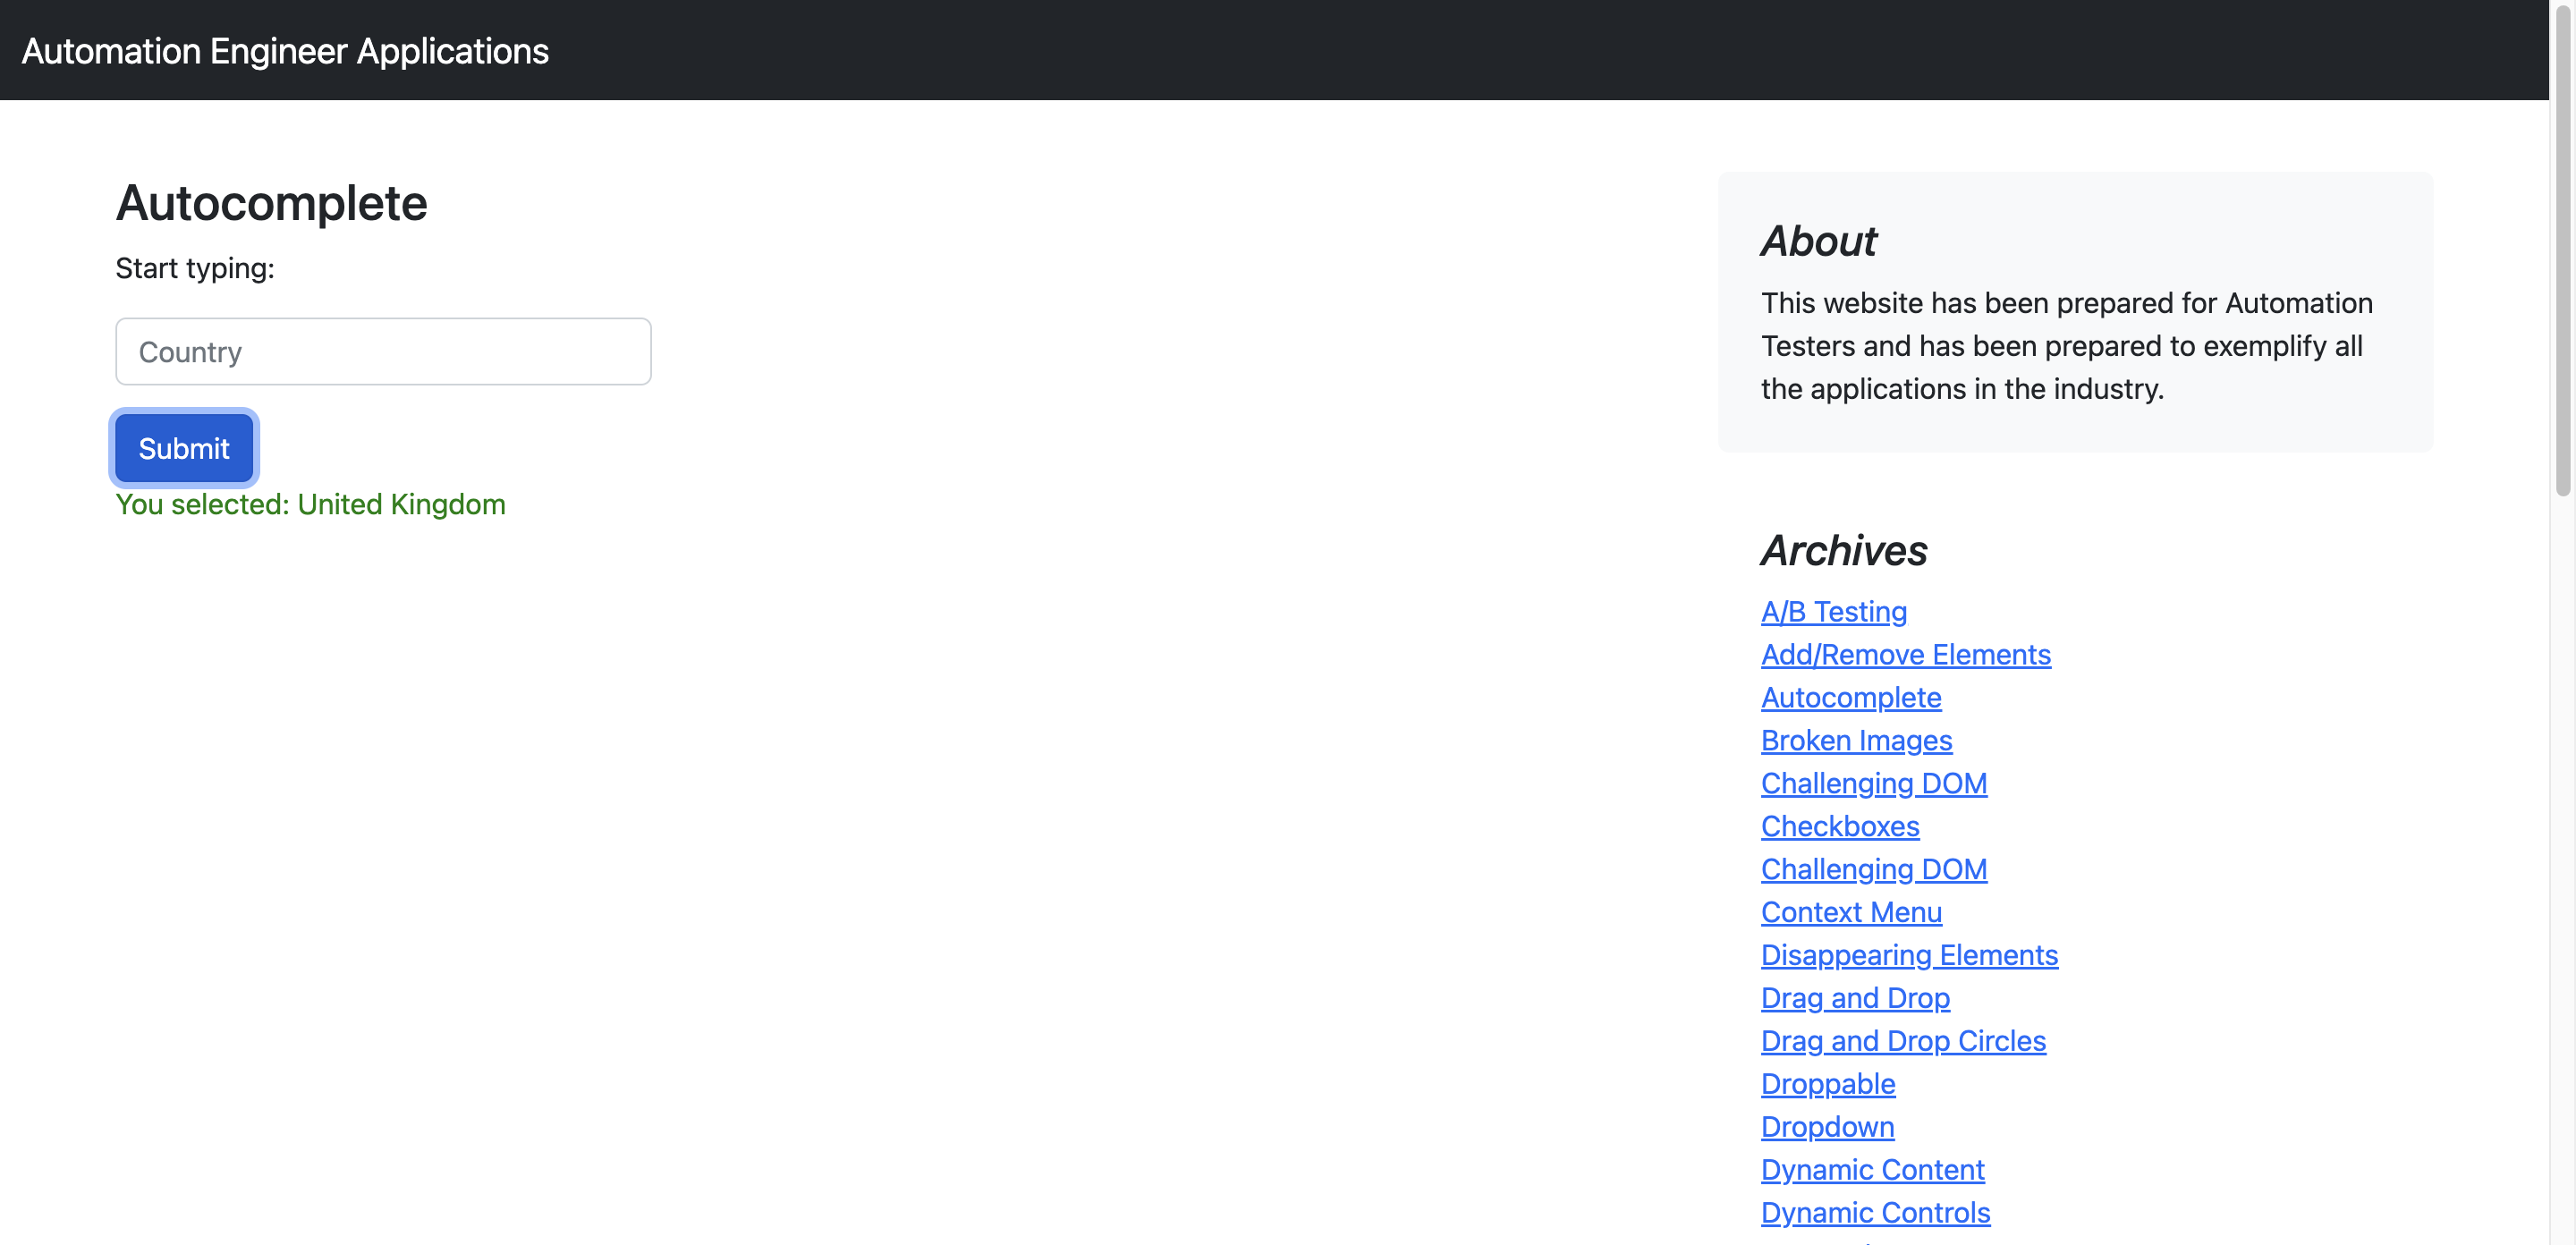 Automation Engineer Applications
Autocomplete
Start typing:
Country
Submit
You selected: United Kingdom
About
This website has been prepared for Automation
Testers and has been prepared to exemplify all
the applications in the industry.
Archives
A/B Testing
Add/Remove Elements
Autocomplete
Broken Images
Challenging DOM
Checkboxes
Challenging DOM
Context Menu
Disappearing Elements
Drag and Drop
Drag and Drop Circles
Droppable
Dropdown
Dynamic Content
Dynamic Controls